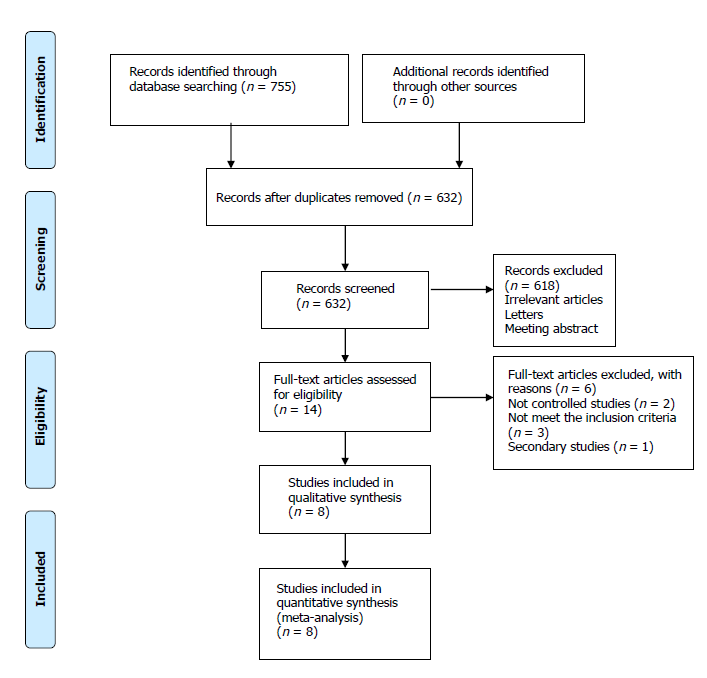 Identification
Records identified through
database searching (n = 755)
Additional records identified
through other sources
(n = 0)
Records after duplicates removed (n = 632)
Screening
Records screened
(n = 632)
Records excluded
(n = 618)
Irrelevant articles
Letters
Meeting abstract
Eligibility
Full-text articles assessed
for eligibility
(n = 14)
Full-text articles excluded, with
reasons (n = 6)
Not controlled studies (n = 2)
Not meet the inclusion criteria
(n = 3)
Secondary studies (n = 1)
Studies included in
qualitative synthesis
(n = 8)
Included
Studies included in
quantitative synthesis
(meta-analysis)
(n = 8)